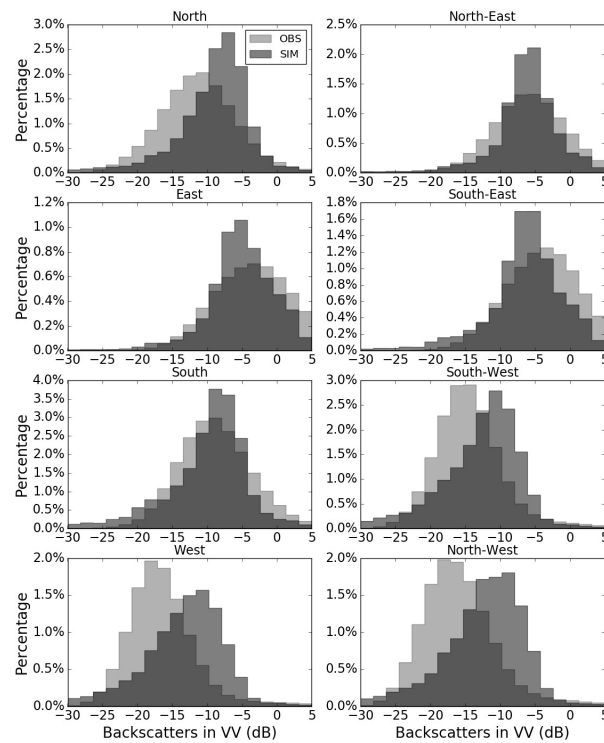 North
North-East
3.0%
2.5%
2.0%
1.5%
1.0%
0.5%
0.0%
Percentage
OBS
SIM
−30 −25 −20 −15 −10 −5 0 5
2.5%
2.0%
1.5%
1.0%
0.5%
0.0%
−30 −25 −20 −15 −10 −5 0 5
East
South-East
1.2%
1.0%
0.8%
0.6%
0.4%
0.2%
0.0%
Percentage
−30 −25 −20 −15 −10 −5 0 5
1.8%
1.6%
1.4%
1.2%
1.0%
0.8%
0.6%
0.4%
0.2%
0.0%
−30 −25 −20 −15 −10 −5 0 5
South
South-West
4.0%
3.5%
3.0%
2.5%
2.0%
1.5%
1.0%
0.5%
0.0%
Percentage
−30 −25 −20 −15 −10 −5 0 5
3.0%
2.5%
2.0%
1.5%
1.0%
0.5%
0.0%
−30 −25 −20 −15 −10 −5 0 5
West
North-West
2.0%
1.5%
1.0%
0.5%
0.0%
Percentage
−30 −25 −20 −15 −10 −5 0 5
Backscatters in VV (dB)
2.0%
1.5%
1.0%
0.5%
0.0%
−30 −25 −20 −15 −10 −5 0 5
Backscatters in VV (dB)